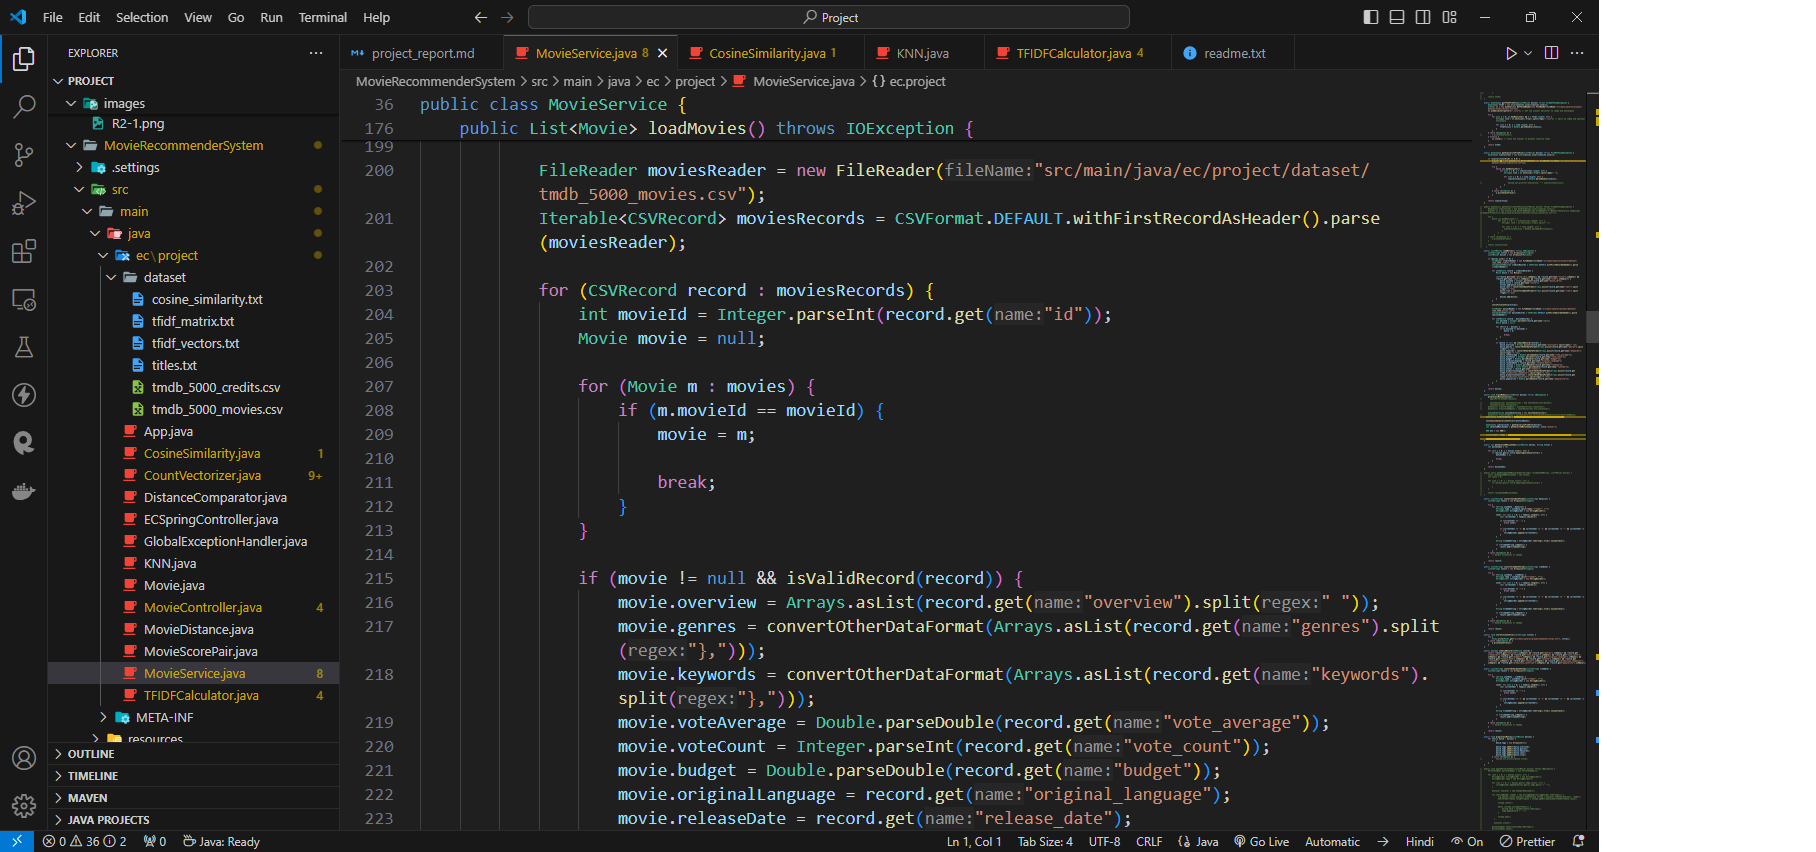 File Edit Selection View Go Run Terminal Help
Project
EXPLORER
PROJECT
images
R2-1.png
MovieRecommenderSystem
.settings
src
main
java
ec\project
dataset
cosine_similarity.txt
tfidf_matrix.txt
tfidf_vectors.txt
titles.txt
tmdb_5000_credits.csv
tmdb_5000_movies.csv
App.java
CosineSimilarity.java 1
CountVectorizer.java 9+
DistanceComparator.java
ECSpringController.java
GlobalExceptionHandler.java
KNN.java
Movie.java
MovieController.java 4
MovieDistance.java
MovieScorePair.java
MovieService.java 8
TFIDFCalculator.java 4
META-INF
resources
OUTLINE
TIMELINE
MAVEN
JAVA PROJECTS
project_report.md MovieService.java 8 CosineSimilarity.java 1 KNN.java TFIDFCalculator.java 4 readme.txt
MovieRecommenderSystem > src > main > java > ec > project > MovieService.java > {} ec.project
36 public class MovieService {
176 public List<Movie> loadMovies() throws IOException {
199
200 FileReader moviesReader = new FileReader(fileName:"src/main/java/ec/project/dataset/
tmdb_5000_movies.csv");
201 Iterable<CSVRecord> moviesRecords = CSVFormat.DEFAULT.withFirstRecordAsHeader().parse
(moviesReader);
202
203 for (CSVRecord record : moviesRecords) {
204 int movieId = Integer.parseInt(record.get(name:"id"));
205 Movie movie = null;
206
207 for (Movie m : movies) {
208 if (m.movieId == movieId) {
209 movie = m;
210
211 break;
212 }
213 }
214
215 if (movie != null && isValidRecord(record)) {
216 movie.overview = Arrays.asList(record.get(name:"overview").split(regex:" "));
217 movie.genres = convertOtherDataFormat(Arrays.asList(record.get(name:"genres").split
(regex:"},")));
218 movie.keywords = convertOtherDataFormat(Arrays.asList(record.get(name:"keywords").
split(regex:"},")));
219 movie.voteAverage = Double.parseDouble(record.get(name:"vote_average"));
220 movie.voteCount = Integer.parseInt(record.get(name:"vote_count"));
221 movie.budget = Double.parseDouble(record.get(name:"budget"));
222 movie.originalLanguage = record.get(name:"original_language");
223 movie.releaseDate = record.get(name:"release_date");
0 36 2 0 Java: Ready Ln 1, Col 1 Tab Size: 4 UTF-8 CRLF {} Java Go Live Automatic Hindi On Prettier